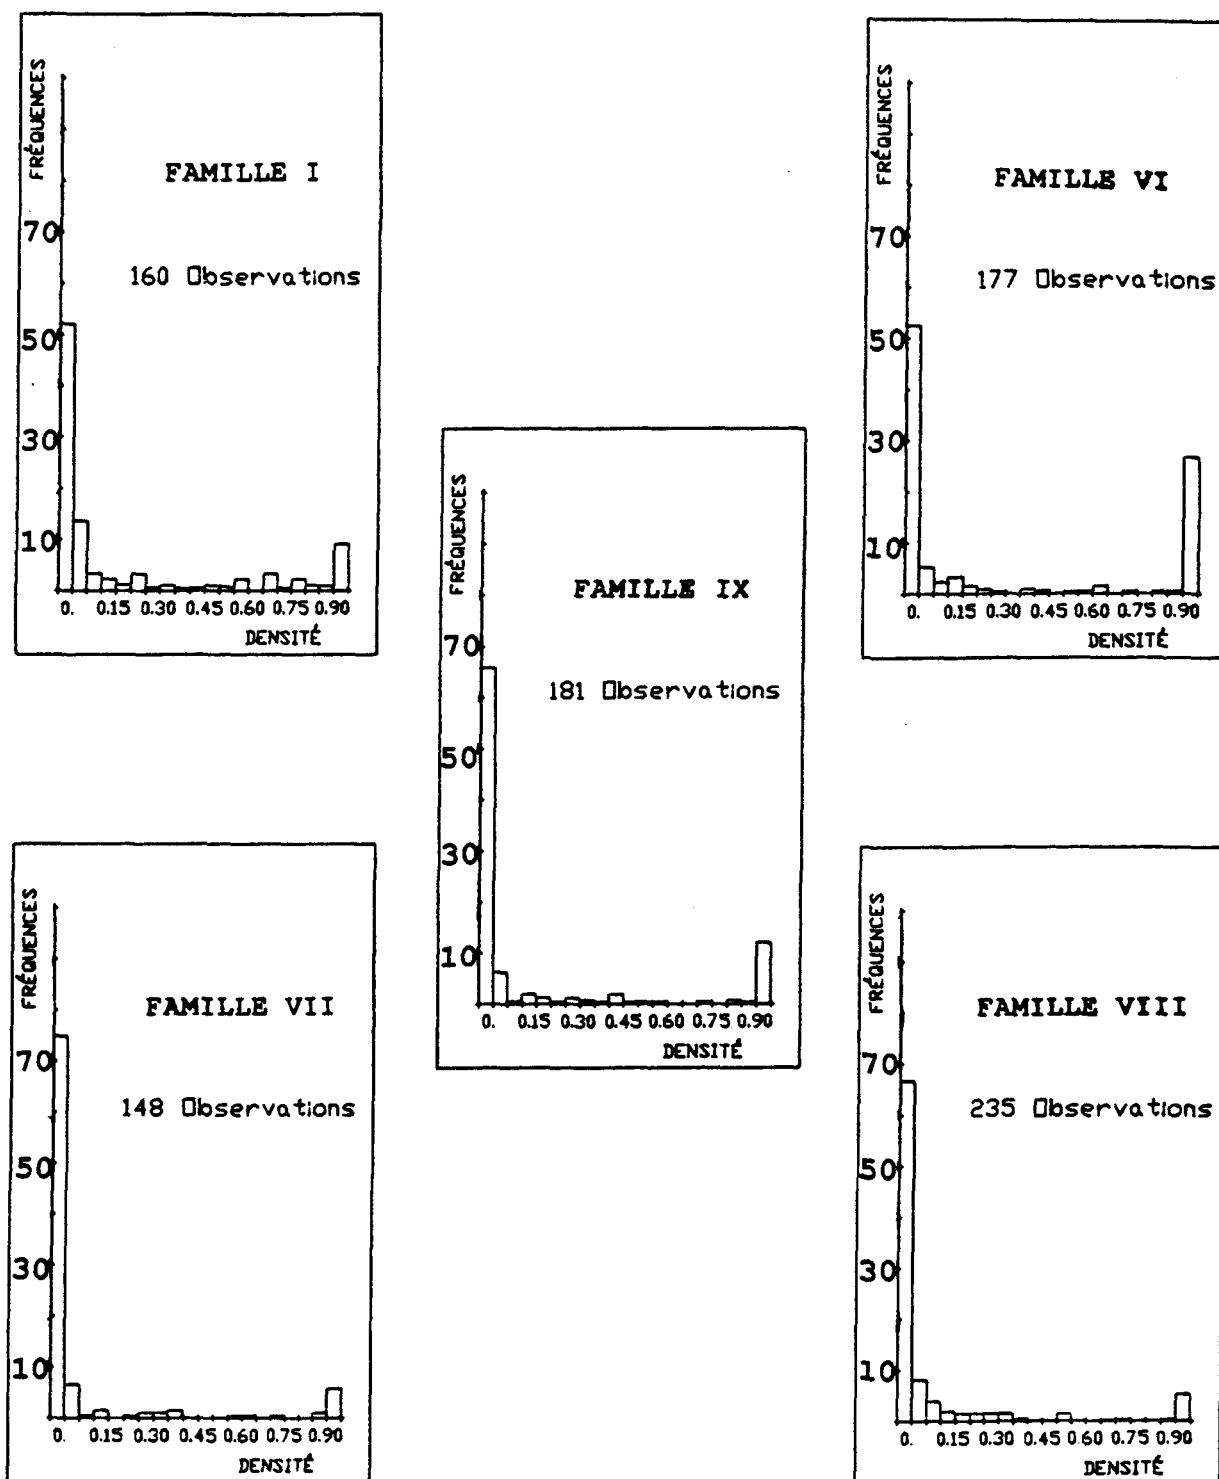 FRÉQUENCES
FAMILLE I
70
160 Observations
50
30
10
0. 0.15 0.30 0.45 0.60 0.75 0.90
DENSITÉ
FRÉQUENCES
FAMILLE VI
70
177 Observations
50
30
10
0. 0.15 0.30 0.45 0.60 0.75 0.90
DENSITÉ
FRÉQUENCES
FAMILLE IX
70
181 Observations
50
30
10
0. 0.15 0.30 0.45 0.60 0.75 0.90
DENSITÉ
FRÉQUENCES
FAMILLE VII
70
148 Observations
50
30
10
0. 0.15 0.30 0.45 0.60 0.75 0.90
DENSITÉ
FRÉQUENCES
FAMILLE VIII
70
235 Observations
50
30
10
0. 0.15 0.30 0.45 0.60 0.75 0.90
DENSITÉ